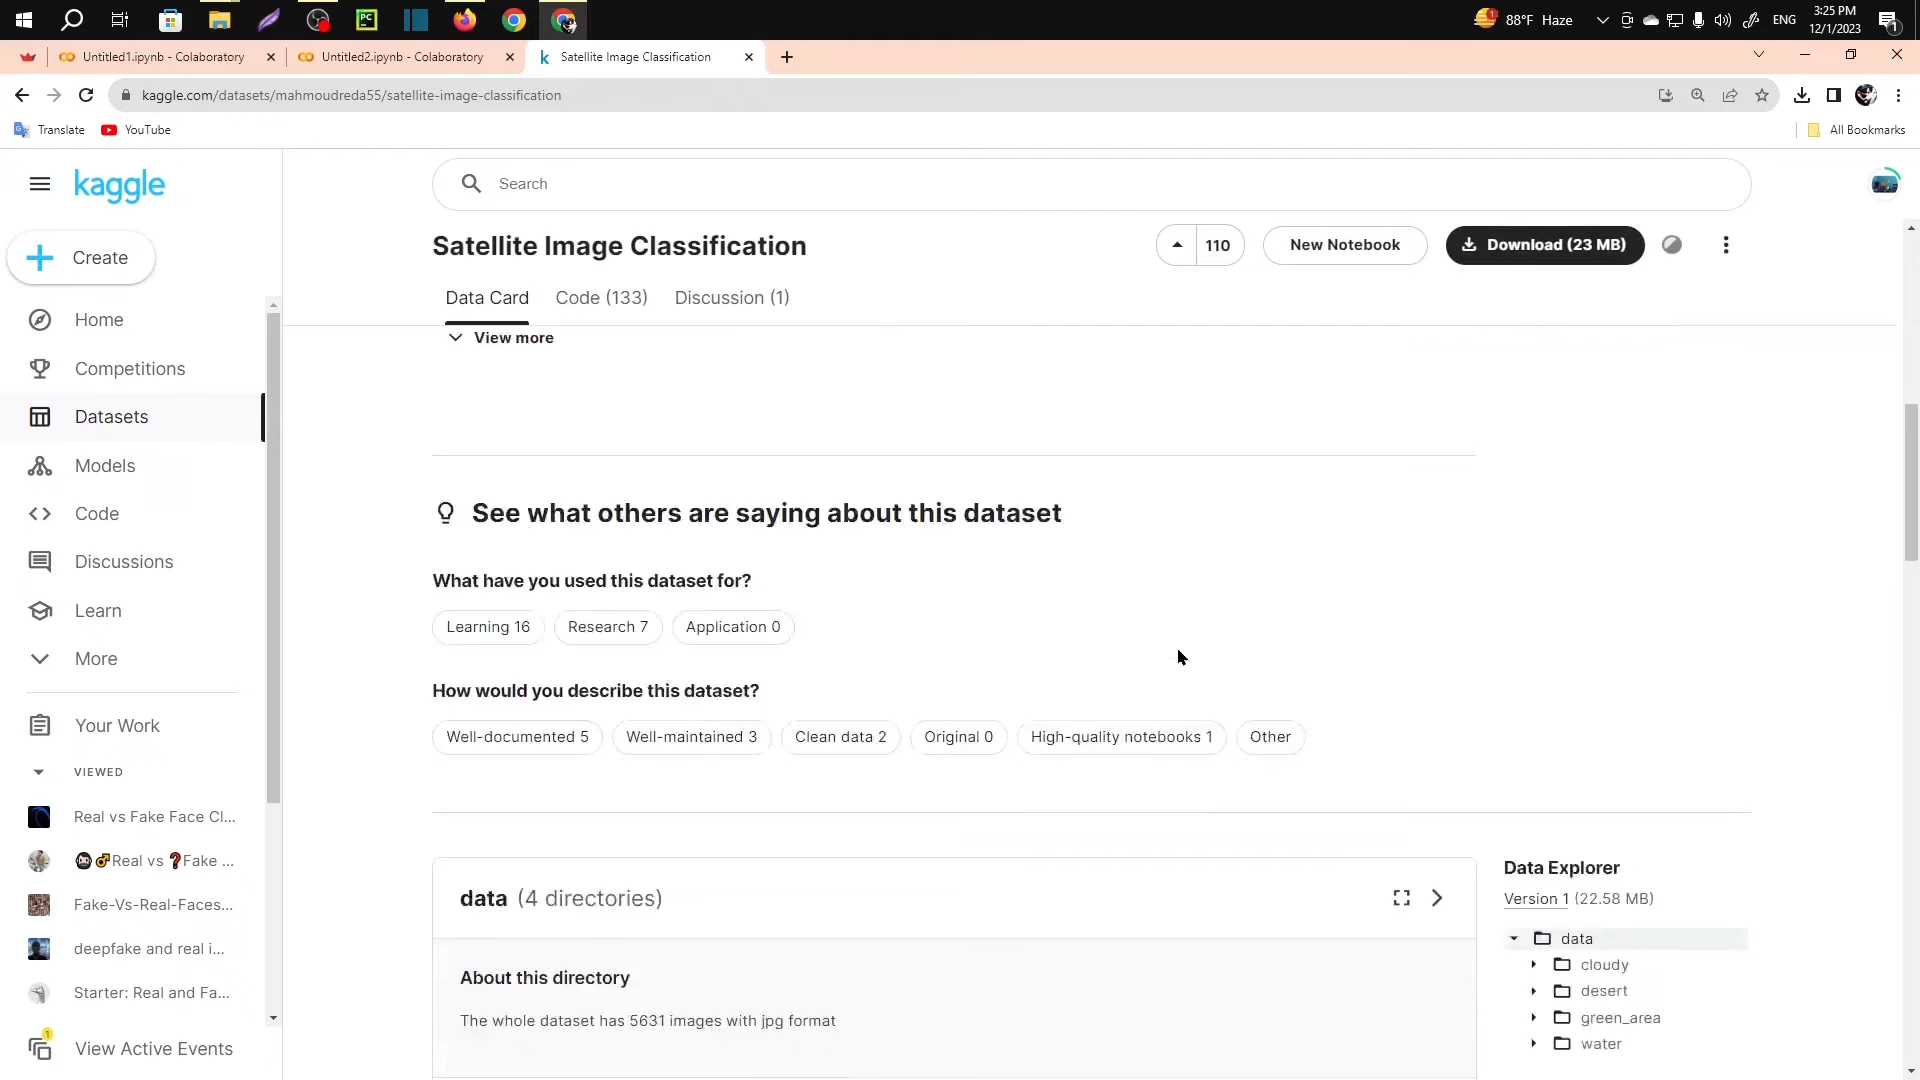 88°F Haze
ENG
3:25 PM
12/1/2023
1
Untitled1.ipynb - Colaboratory
Untitled2.ipynb - Colaboratory
Satellite Image Classification
kaggle.com/datasets/mahmoudreda55/satellite-image-classification
Translate
YouTube
All Bookmarks
kaggle
Search
Create
Satellite Image Classification
110
New Notebook
Download (23 MB)
Data Card
Code (133)
Discussion (1)
View more
Home
Competitions
Datasets
Models
Code
Discussions
Learn
More
Your Work
VIEWED
Real vs Fake Face Cl...
Real vs ❓Fake ...
Fake-Vs-Real-Faces...
deepfake and real i...
Starter: Real and Fa...
View Active Events
See what others are saying about this dataset
What have you used this dataset for?
Learning 16
Research 7
Application 0
How would you describe this dataset?
Well-documented 5
Well-maintained 3
Clean data 2
Original 0
High-quality notebooks 1
Other
data (4 directories)
About this directory
The whole dataset has 5631 images with jpg format
Data Explorer
Version 1 (22.58 MB)
data
cloudy
desert
green_area
water